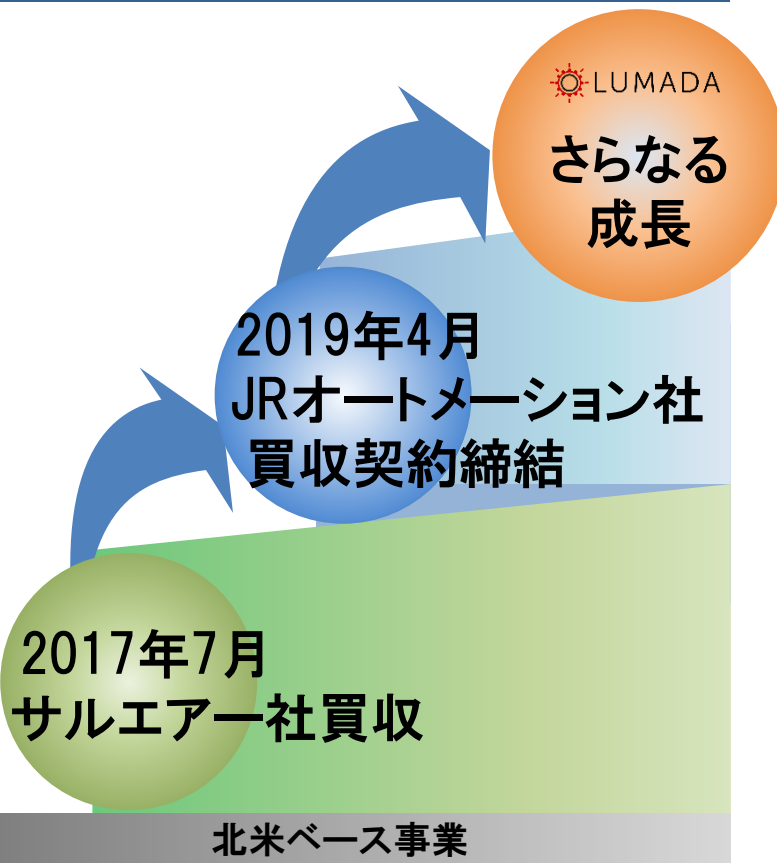 LUMADA
さらなる
成長
2019年4月
JRオートメーション社
買収契約締結
2017年7月
サルエアー社買収
北米ベース事業